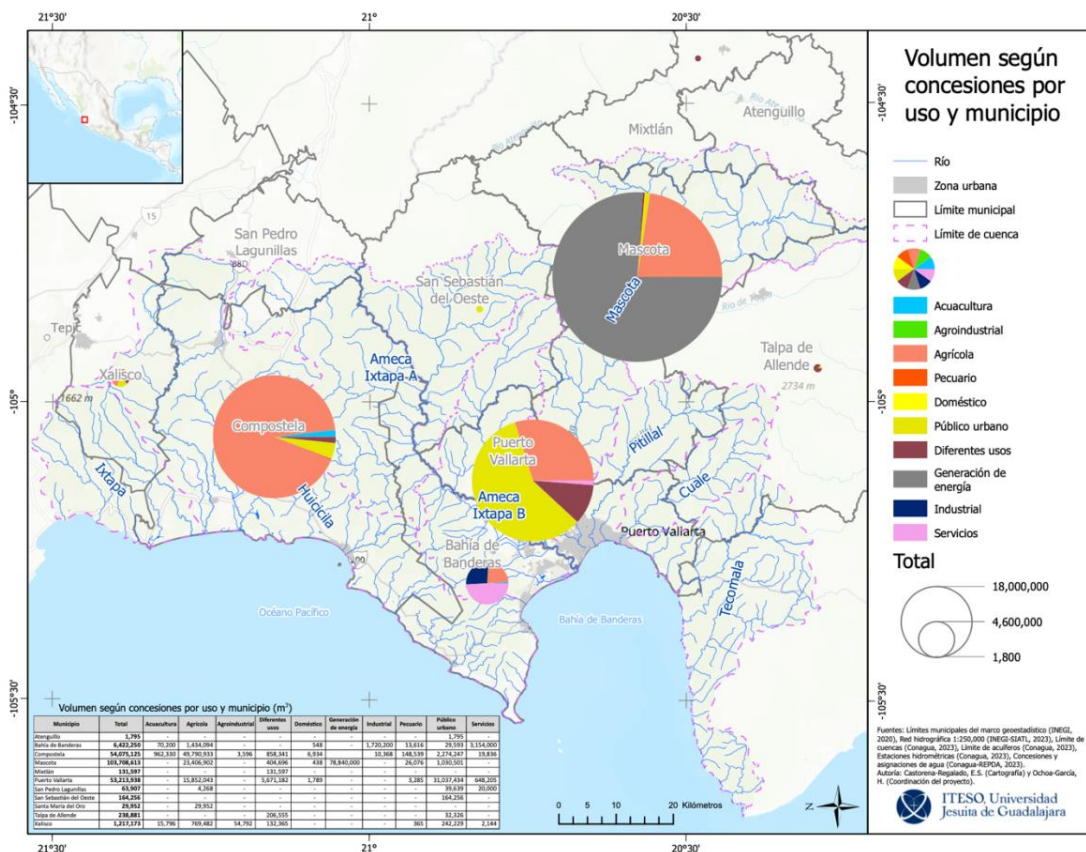 21°30'
21°
20°30'
-104°30'
-104°30'
-105°
-105°
-105°30'
-105°30'
21°30'
21°
20°30'
Atenguillo
Mixtlán
15
San Pedro
Lagunillas
68D
San Sebastián
del Oeste
Mascota
Mascota
Tepic
Xalisco
1662 m
Ameca
Ixtapa A
Talpa de
Allende
2734 m
Compostela
Puerto
Vallarta
Pitillal
Ixtapa
Huicicila
Ameca
Ixtapa B
Cuale
Puerto Vallarta
Bahía de
Banderas
Tecomala
Océano Pacífico
Bahía de Banderas
Volumen según concesiones por uso y municipio (m³)
Municipio Total Acuacultura Agrícola Agroindustrial Diferentes usos Doméstico Generación de energía Industrial Pecuario Público urbano Servicios
Atenguillo 1,795 - - - - - - - - 1,795 -
Bahía de Banderas 6,422,250 70,200 1,434,094 - - 548 - 1,720,200 13,616 29,593 3,154,000
Compostela 54,075,125 962,330 49,790,933 3,596 858,341 6,934 - 10,368 148,539 2,274,247 19,836
Mascota 103,708,613 - 23,406,902 - 404,696 438 78,840,000 - 26,076 1,030,501 -
Mixtlán 131,597 - - - 131,597 - - - - - -
Puerto Vallarta 53,213,938 - 15,852,043 - 5,671,182 1,789 - - 3,285 31,037,434 648,205
San Pedro Lagunillas 63,907 - 4,268 - - - - - - 39,639 20,000
San Sebastián del Oeste 164,256 - - - - - - - - 164,256 -
Santa María del Oro 29,952 - 29,952 - - - - - - - -
Talpa de Allende 238,881 - - - 206,555 - - - - 32,326 -
Xalisco 1,217,173 15,796 769,482 54,792 132,365 - - - 365 242,229 2,144
0 10 20 Kilómetros
N
Volumen según
concesiones por
uso y municipio
Río
Zona urbana
Límite municipal
Límite de cuenca
Acuacultura
Agroindustrial
Agrícola
Pecuario
Doméstico
Público urbano
Diferentes usos
Generación de
energía
Industrial
Servicios
Total
18,000,000
4,600,000
1,800
Fuentes: Límites municipales del marco geoestadístico (INEGI,
2020), Red hidrográfica 1:250,000 (INEGI-SIATL, 2023), Límite de
cuencas (Conagua, 2023), Límite de acuíferos (Conagua, 2023),
Estaciones hidrométricas (Conagua, 2023), Concesiones y
asignaciones de agua (Conagua-REPDA, 2023).
Autoría: Castorena-Regalado, E.S. (Cartografía) y Ochoa-García,
H. (Coordinación del proyecto).
ITESO, Universidad
Jesuita de Guadalajara